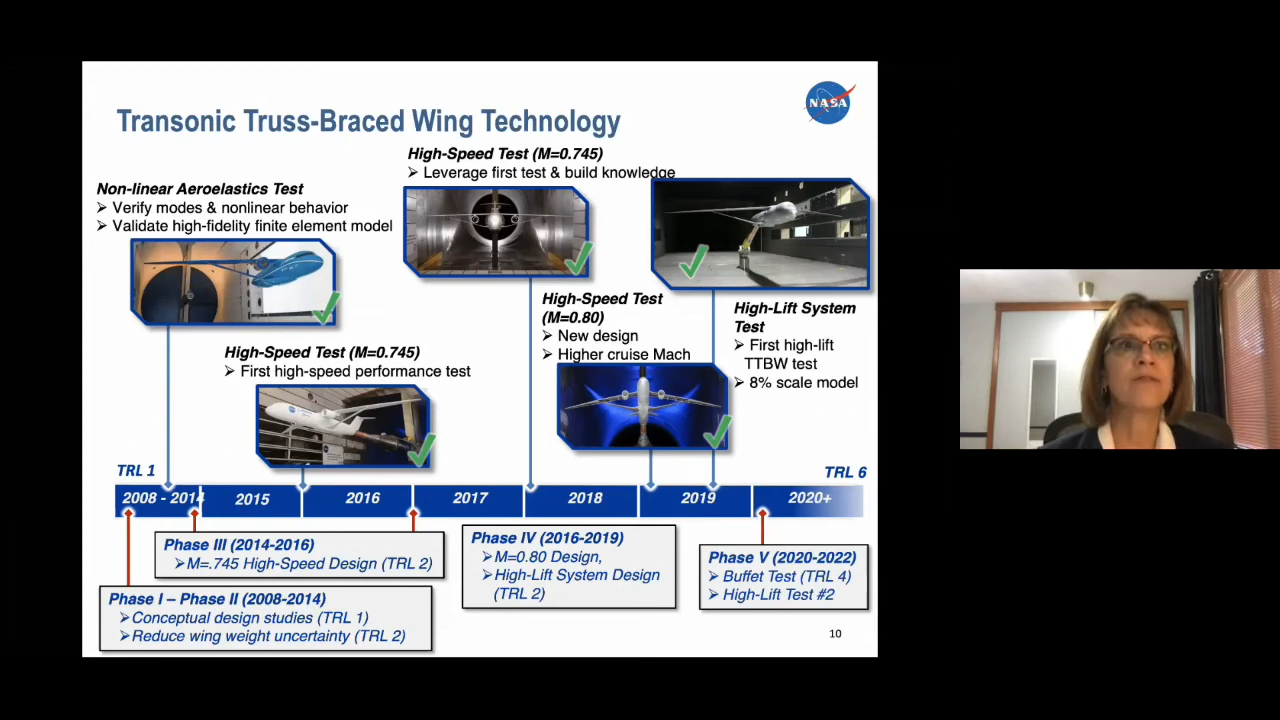 NASA
Transonic Truss-Braced Wing Technology
High-Speed Test (M=0.745)
➢ Leverage first test & build knowledge
Non-linear Aeroelastics Test
➢ Verify modes & nonlinear behavior
➢ Validate high-fidelity finite element model
High-Speed Test
(M=0.80)
➢ New design
➢ Higher cruise Mach
High-Lift System
Test
➢ First high-lift
TTBW test
➢ 8% scale model
High-Speed Test (M=0.745)
➢ First high-speed performance test
TRL 1
TRL 6
2008 - 2014
2015
2016
2017
2018
2019
2020+
Phase III (2014-2016)
➢M=.745 High-Speed Design (TRL 2)
Phase IV (2016-2019)
➢M=0.80 Design,
➢High-Lift System Design
(TRL 2)
Phase V (2020-2022)
➢ Buffet Test (TRL 4)
➢ High-Lift Test #2
Phase I – Phase II (2008-2014)
➢Conceptual design studies (TRL 1)
➢Reduce wing weight uncertainty (TRL 2)
10